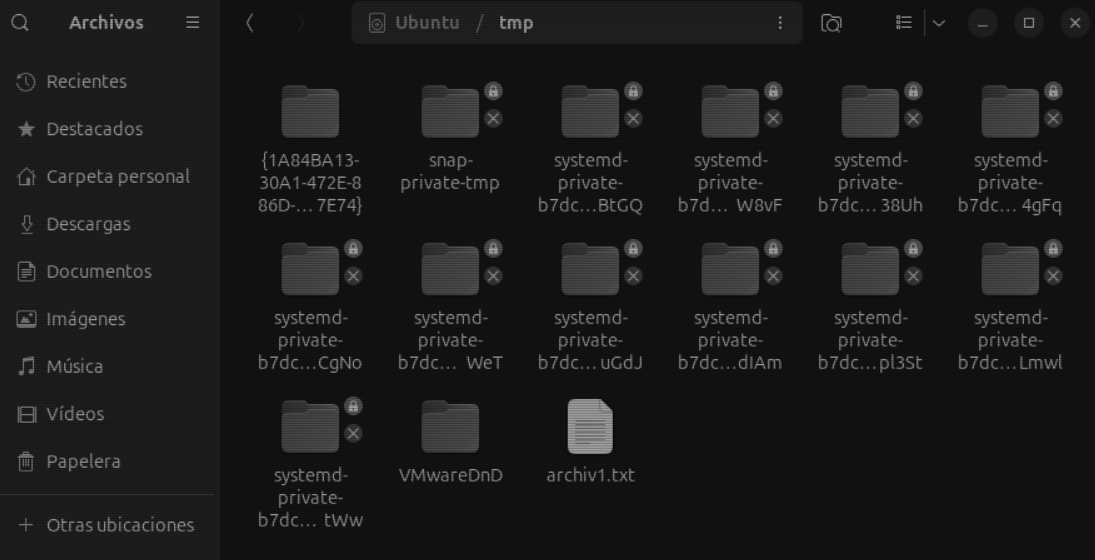 Archivos
Ubuntu / tmp
Recientes
Destacados
Carpeta personal
Descargas
Documentos
Imágenes
Música
Vídeos
Papelera
+ Otras ubicaciones
{1A84BA13-
30A1-472E-8
86D-…7E74}
snap-
private-tmp
systemd-
private-
b7dc…BtGQ
systemd-
private-
b7d… W8vF
systemd-
private-
b7dc…38Uh
systemd-
private-
b7dc… 4gFq
systemd-
private-
b7dc…CgNo
systemd-
private-
b7dc… WeT
systemd-
private-
b7dc…uGdJ
systemd-
private-
b7dc…dIAm
systemd-
private-
b7dc…pl3St
systemd-
private-
b7dc…Lmwl
systemd-
private-
b7dc… tWw
VMwareDnD
archiv1.txt